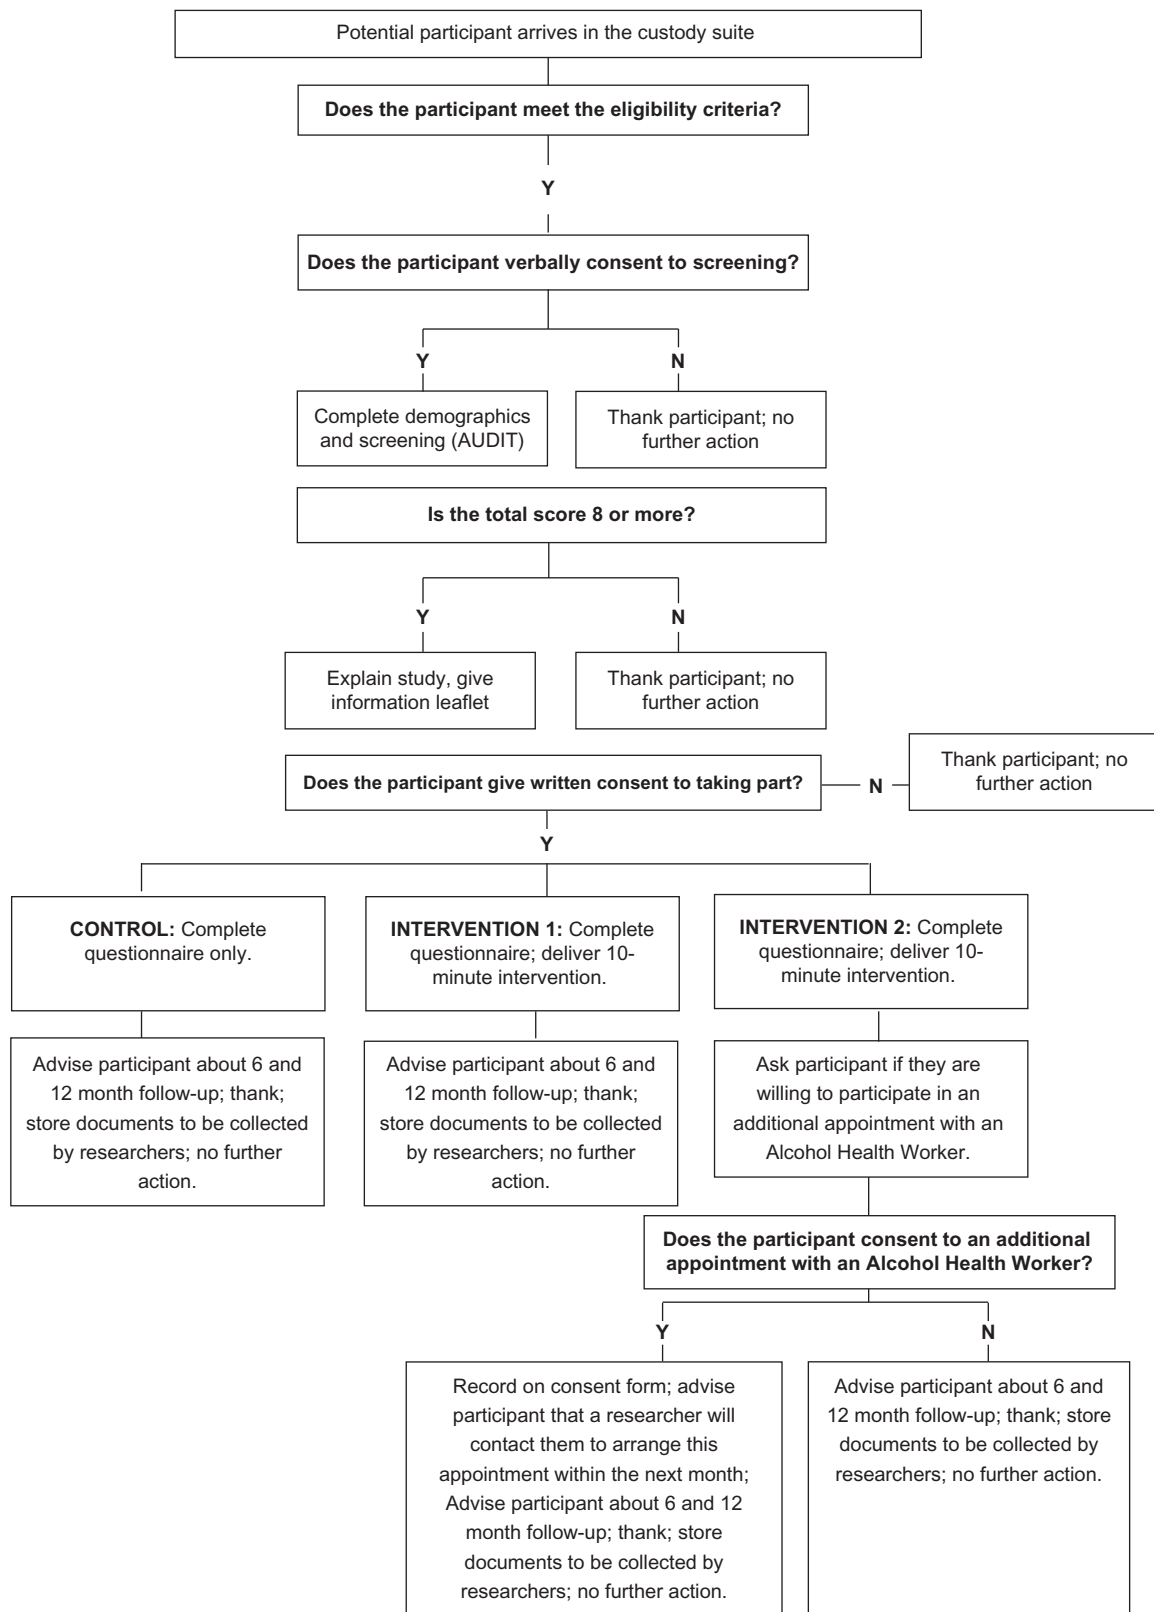 Potential participant arrives in the custody suite
Does the participant meet the eligibility criteria?
Y
Does the participant verbally consent to screening?
Y
N
Complete demographics
and screening (AUDIT)
Thank participant; no
further action
Is the total score 8 or more?
Y
N
Explain study, give
information leaflet
Thank participant; no
further action
Does the participant give written consent to taking part?
N
Thank participant; no
further action
Y
CONTROL: Complete
questionnaire only.
INTERVENTION 1: Complete
questionnaire; deliver 10-
minute intervention.
INTERVENTION 2: Complete
questionnaire; deliver 10-
minute intervention.
Advise participant about 6 and
12 month follow-up; thank;
store documents to be collected
by researchers; no further
action.
Advise participant about 6 and
12 month follow-up; thank;
store documents to be collected
by researchers; no further
action.
Ask participant if they are
willing to participate in an
additional appointment with an
Alcohol Health Worker.
Does the participant consent to an additional
appointment with an Alcohol Health Worker?
Y
N
Record on consent form; advise
participant that a researcher will
contact them to arrange this
appointment within the next month;
Advise participant about 6 and 12
month follow-up; thank; store
documents to be collected by
researchers; no further action.
Advise participant about 6 and
12 month follow-up; thank; store
documents to be collected by
researchers; no further action.